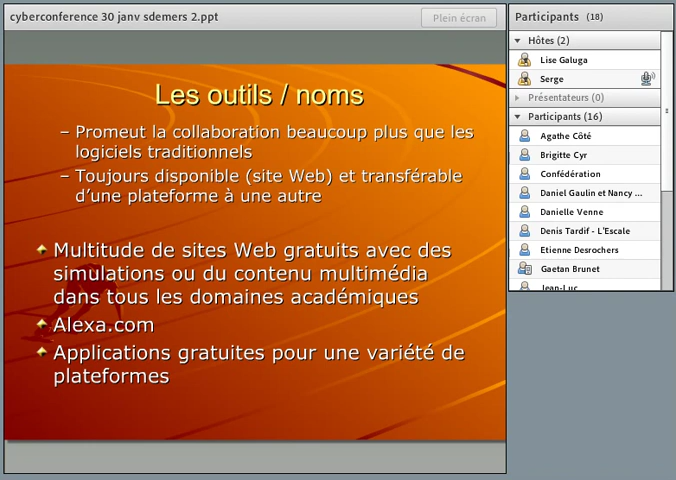 cyberconference 30 janv sdemers 2.ppt
Plein écran
Les outils / noms
– Promeut la collaboration beaucoup plus que les
logiciels traditionnels
– Toujours disponible (site Web) et transférable
d’une plateforme à une autre
Multitude de sites Web gratuits avec des
simulations ou du contenu multimédia
dans tous les domaines académiques
Alexa.com
Applications gratuites pour une variété de
plateformes
Participants (18)
Hôtes (2)
Lise Galuga
Serge
Présentateurs (0)
Participants (16)
Agathe Côté
Brigitte Cyr
Confédération
Daniel Gaulin et Nancy ...
Danielle Venne
Denis Tardif - L'Escale
Etienne Desrochers
Gaetan Brunet
Jean-Luc